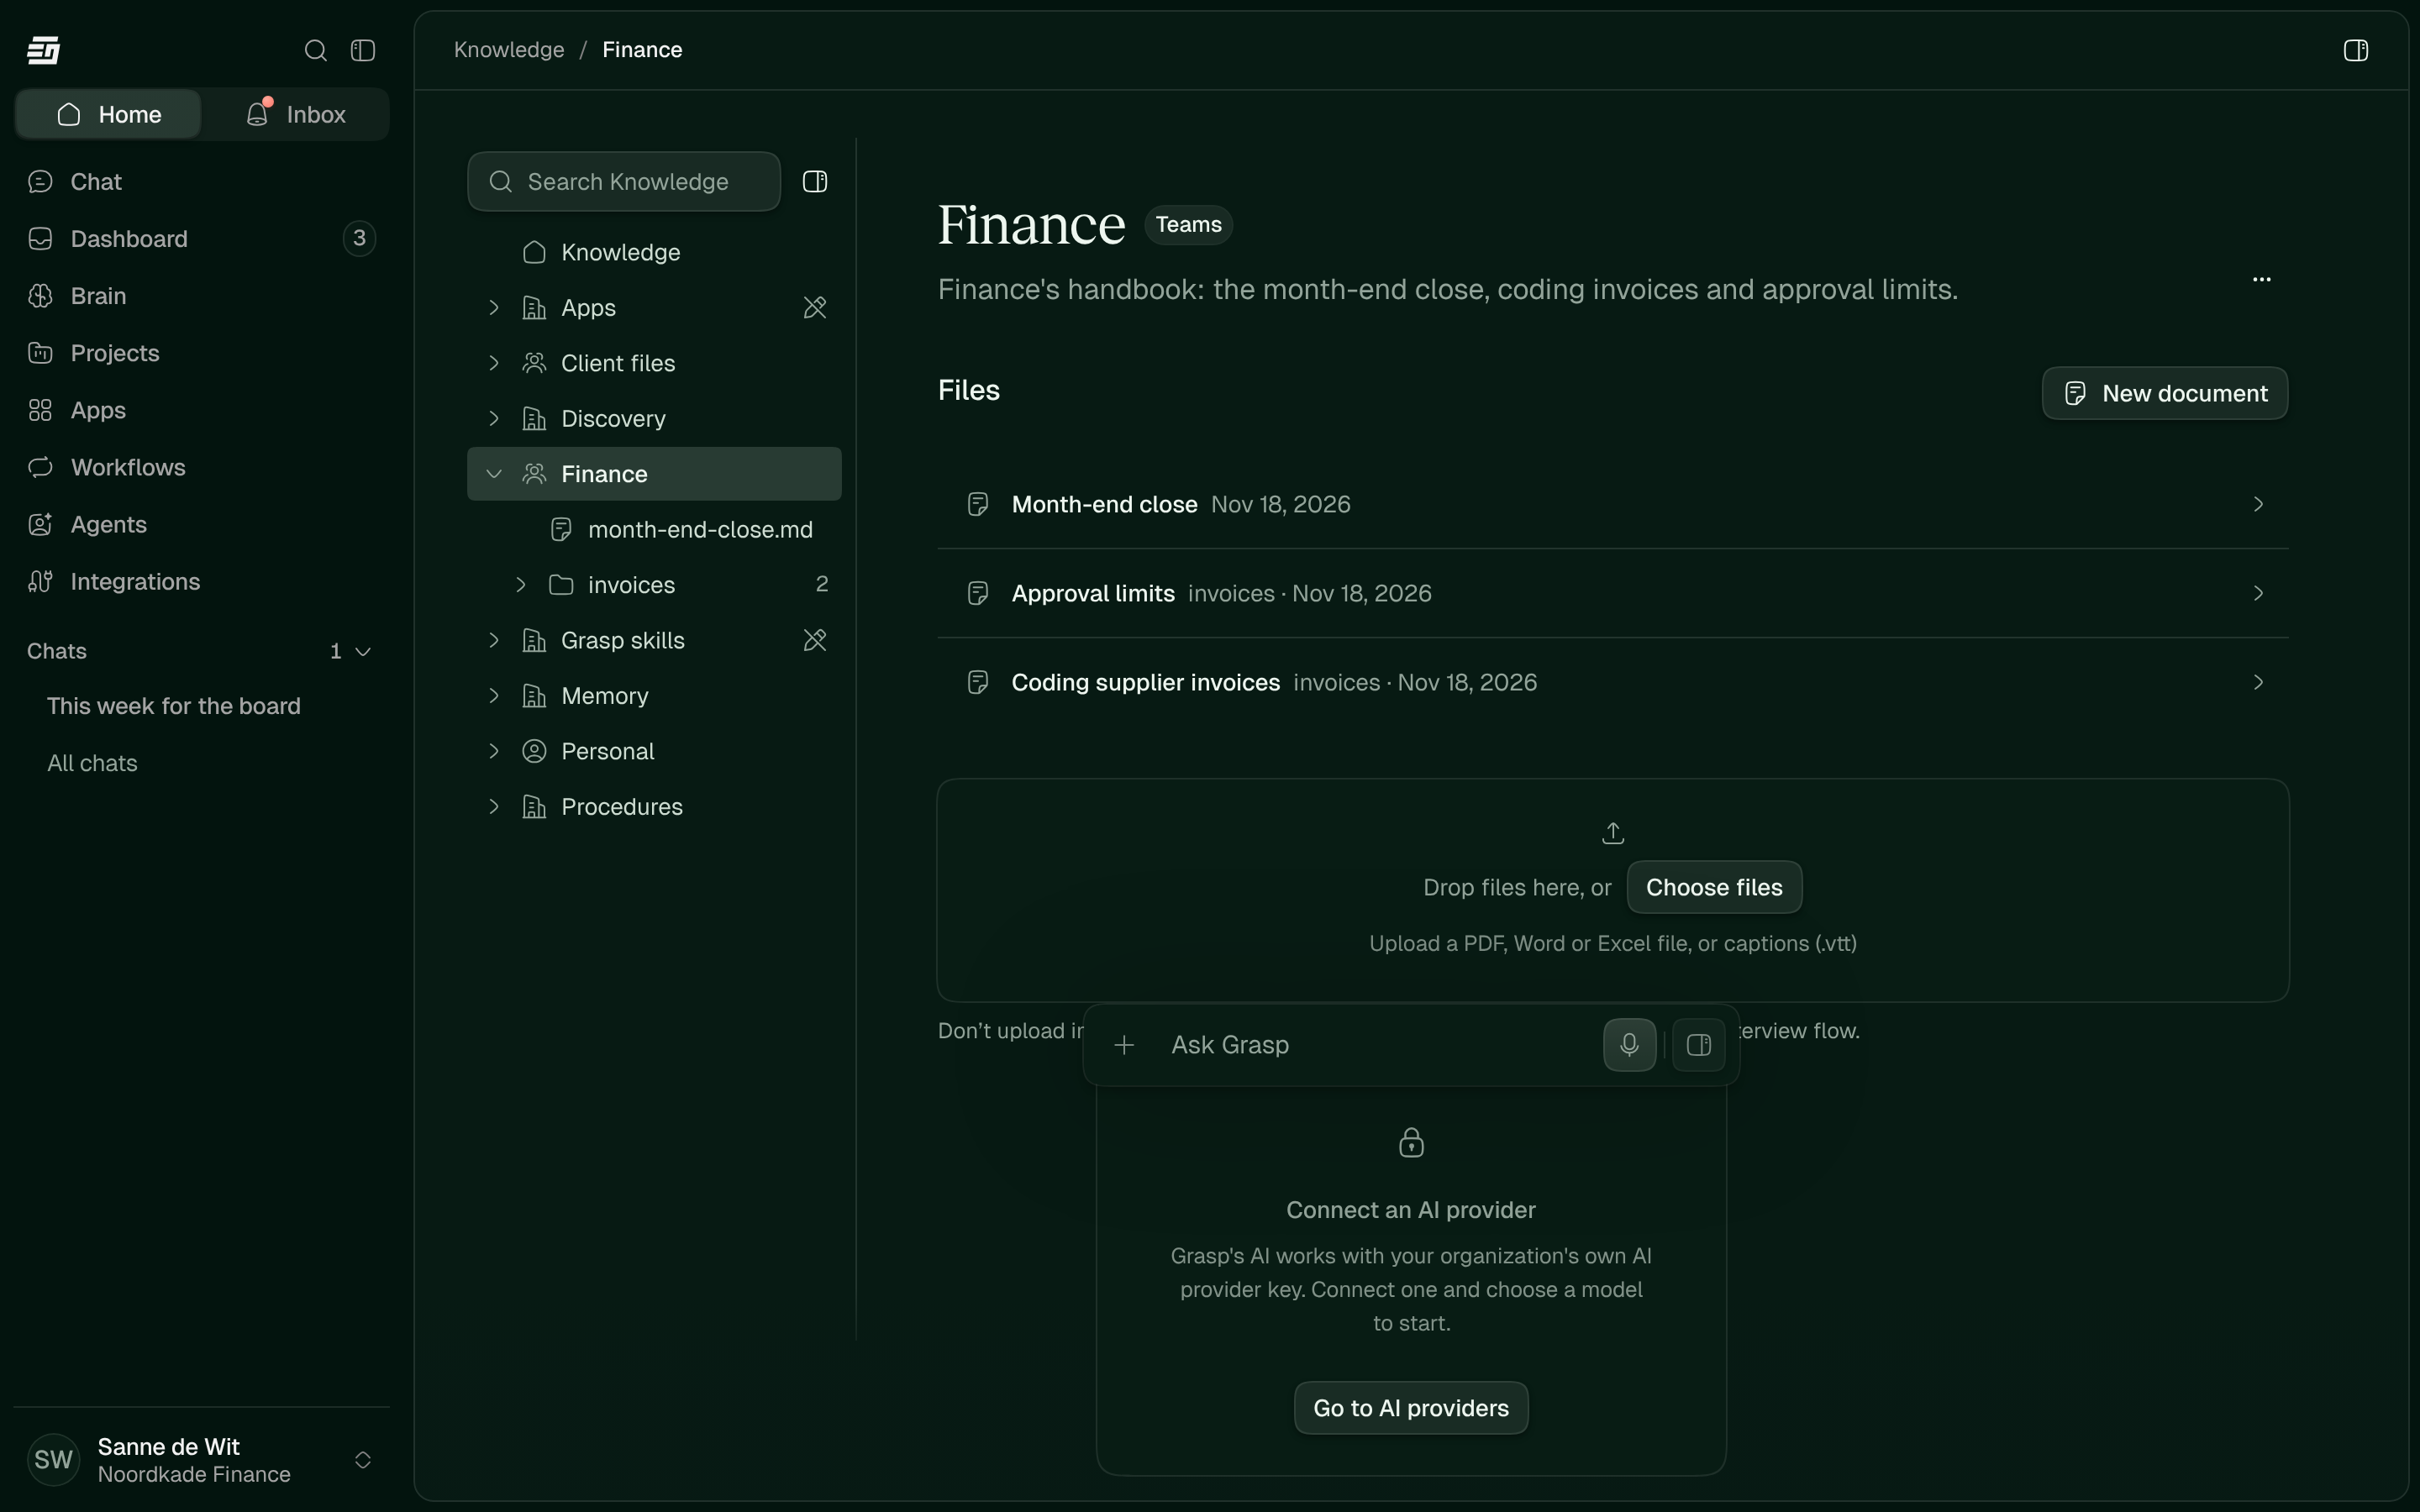 Home
Inbox
Chat
Dashboard
3
Brain
Projects
Apps
Workflows
Agents
Integrations
Chats
1
This week for the board
All chats
SW
Sanne de Wit
Noordkade Finance
Knowledge / Finance
Search Knowledge
Knowledge
Apps
Client files
Discovery
Finance
month-end-close.md
invoices
2
Grasp skills
Memory
Personal
Procedures
Finance
Teams
Finance's handbook: the month-end close, coding invoices and approval limits.
Files
New document
Month-end close Nov 18, 2026
Approval limits invoices · Nov 18, 2026
Coding supplier invoices invoices · Nov 18, 2026
Drop files here, or
Choose files
Upload a PDF, Word or Excel file, or captions (.vtt)
Don’t upload
flow.
Ask Grasp
Connect an AI provider
Grasp's AI works with your organization's own AI
provider key. Connect one and choose a model
to start.
Go to AI providers